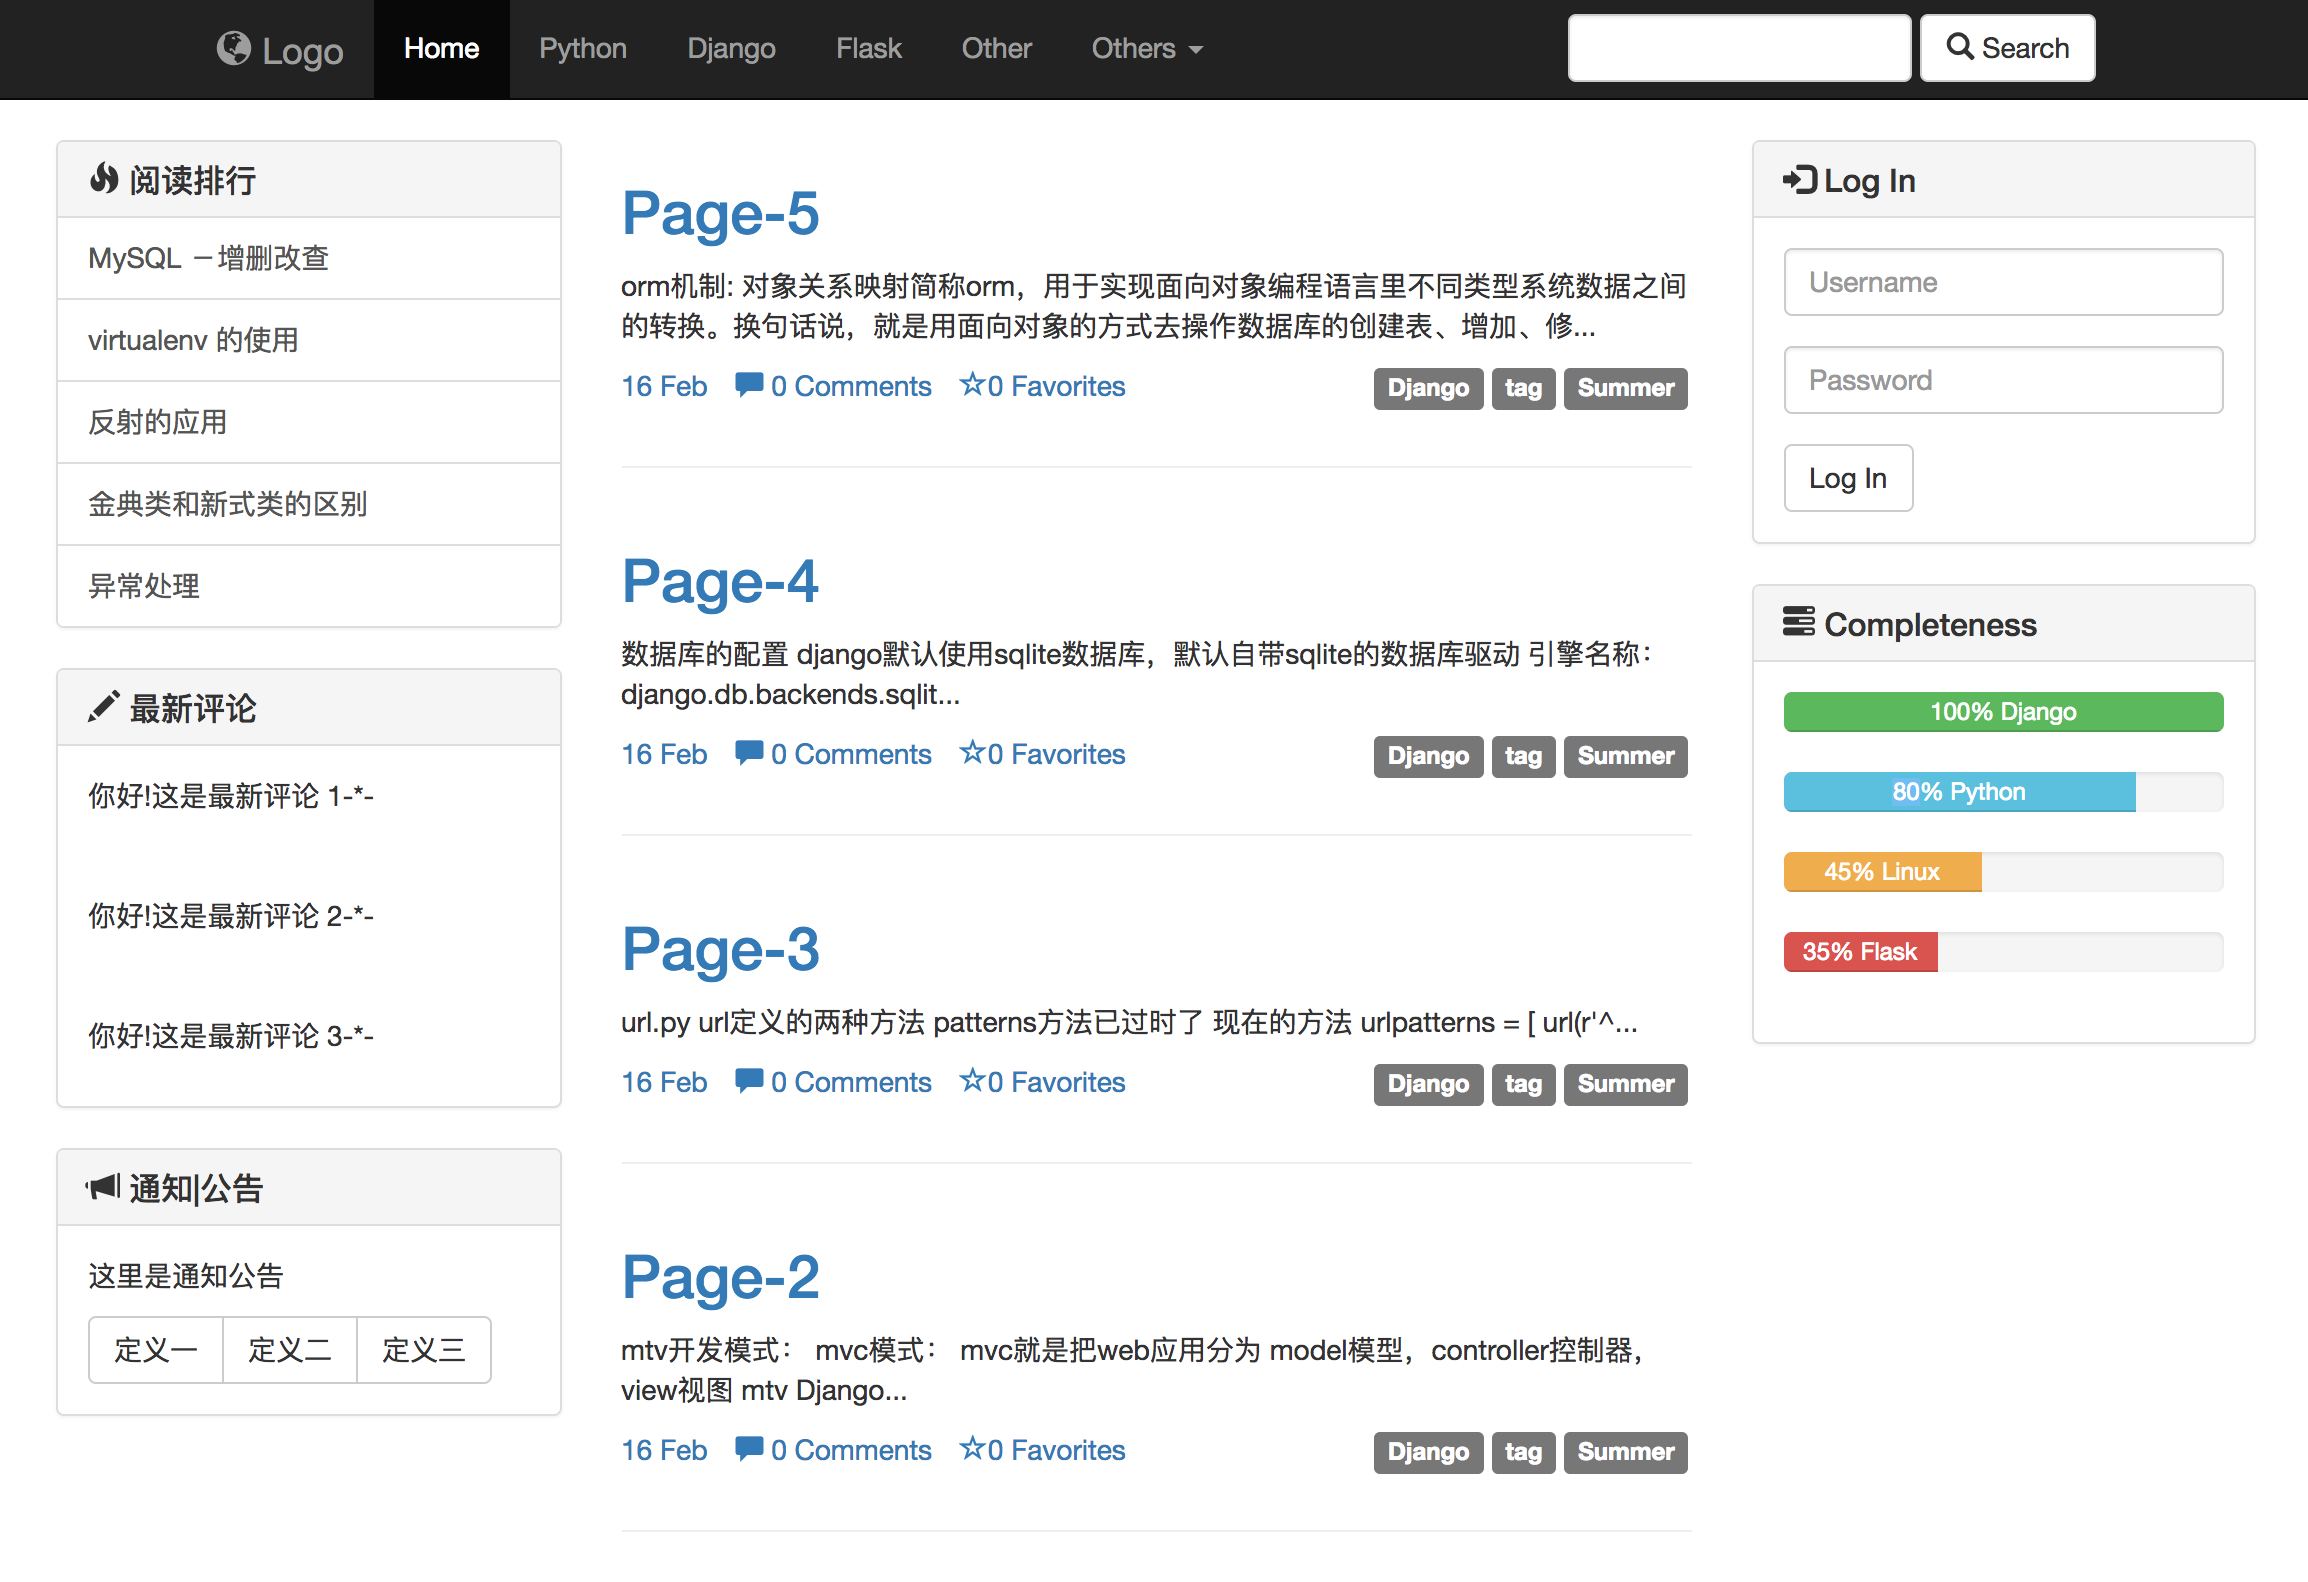 Logo Home Python Django Flask Other Others Search
阅读排行
MySQL －增删改查
virtualenv 的使用
反射的应用
金典类和新式类的区别
异常处理
最新评论
你好!这是最新评论 1-*-
你好!这是最新评论 2-*-
你好!这是最新评论 3-*-
通知|公告
这里是通知公告
定义一 定义二 定义三
Page-5
orm机制: 对象关系映射简称orm，用于实现面向对象编程语言里不同类型系统数据之间
的转换。换句话说，就是用面向对象的方式去操作数据库的创建表、增加、修...
16 Feb 0 Comments ☆0 Favorites Django tag Summer
Page-4
数据库的配置 django默认使用sqlite数据库，默认自带sqlite的数据库驱动 引擎名称：
django.db.backends.sqlit...
16 Feb 0 Comments ☆0 Favorites Django tag Summer
Page-3
url.py url定义的两种方法 patterns方法已过时了 现在的方法 urlpatterns = [ url(r'^...
16 Feb 0 Comments ☆0 Favorites Django tag Summer
Page-2
mtv开发模式： mvc模式： mvc就是把web应用分为 model模型，controller控制器，
view视图 mtv Django...
16 Feb 0 Comments ☆0 Favorites Django tag Summer
Log In
Username
Password
Log In
Completeness
100% Django
80% Python
45% Linux
35% Flask